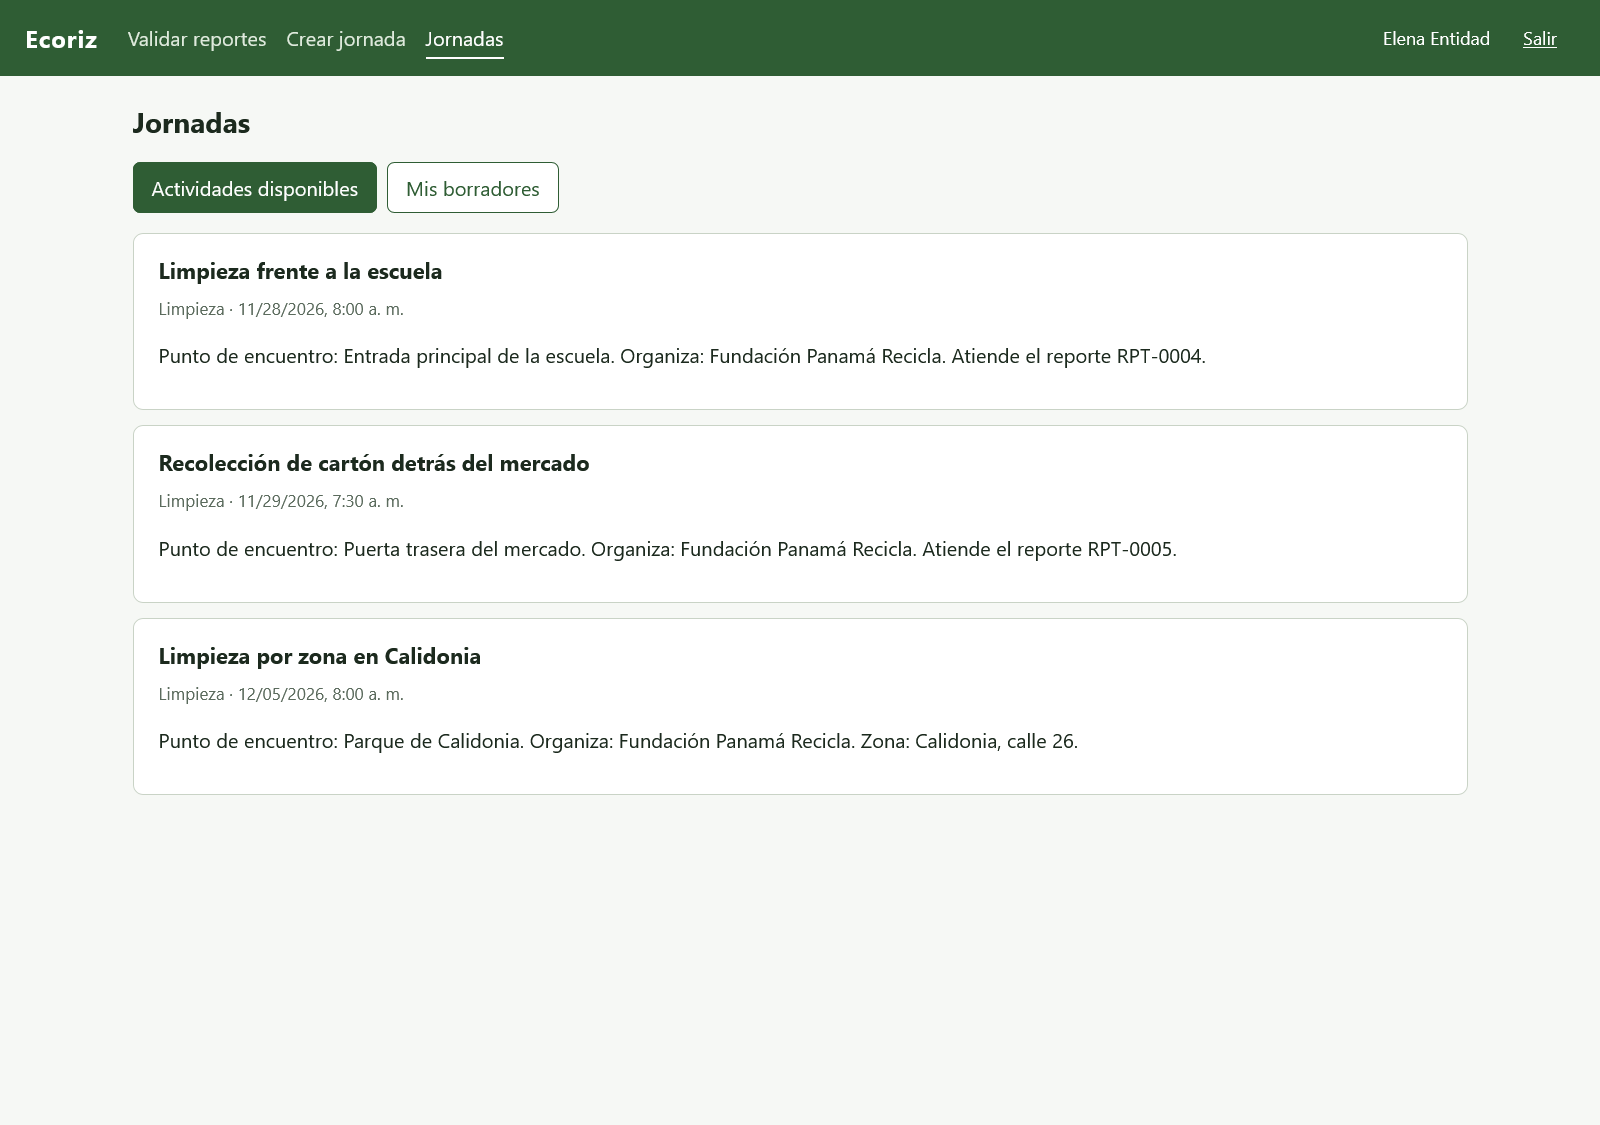 Ecoriz Validar reportes Crear jornada Jornadas Elena Entidad Salir
Jornadas
Actividades disponibles Mis borradores
Limpieza frente a la escuela
Limpieza · 11/28/2026, 8:00 a. m.
Punto de encuentro: Entrada principal de la escuela. Organiza: Fundación Panamá Recicla. Atiende el reporte RPT-0004.
Recolección de cartón detrás del mercado
Limpieza · 11/29/2026, 7:30 a. m.
Punto de encuentro: Puerta trasera del mercado. Organiza: Fundación Panamá Recicla. Atiende el reporte RPT-0005.
Limpieza por zona en Calidonia
Limpieza · 12/05/2026, 8:00 a. m.
Punto de encuentro: Parque de Calidonia. Organiza: Fundación Panamá Recicla. Zona: Calidonia, calle 26.